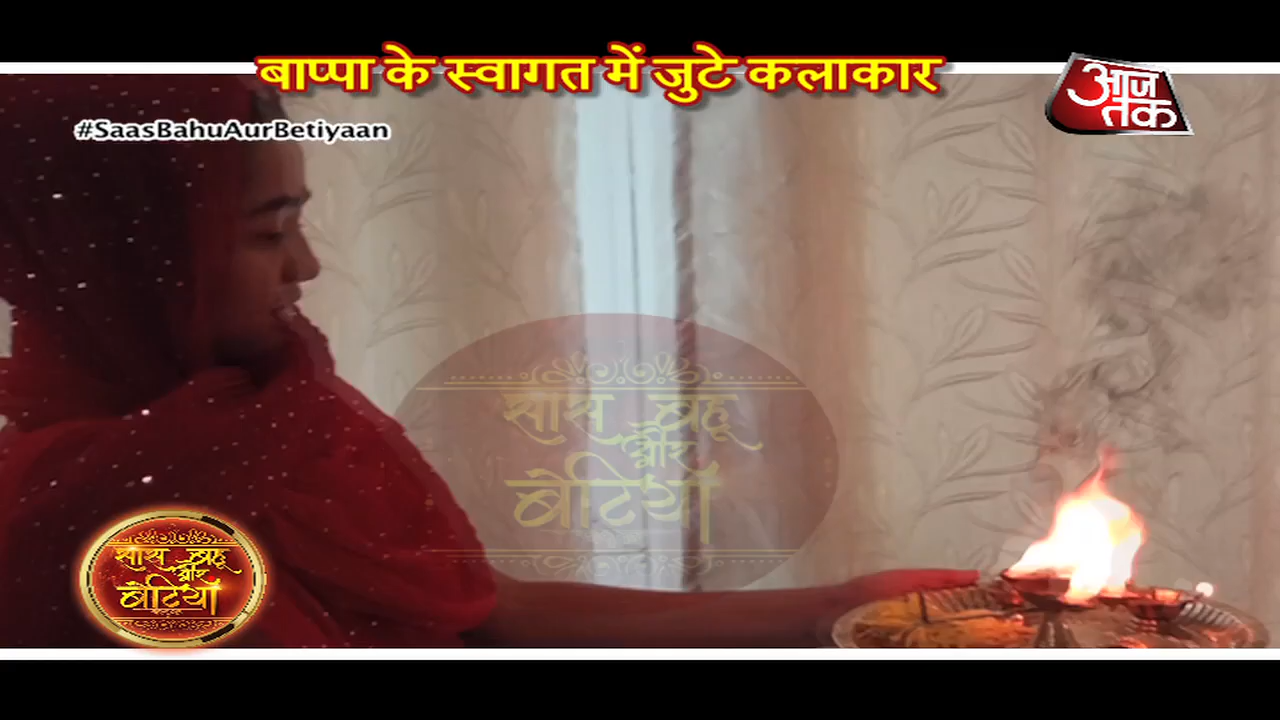 बाप्पा के स्वागत में जुटे कलाकार
आज
तक
#SaasBahuAurBetiyaan
सास बहू
और
बेटियां
सास बहू
और
बेटियां